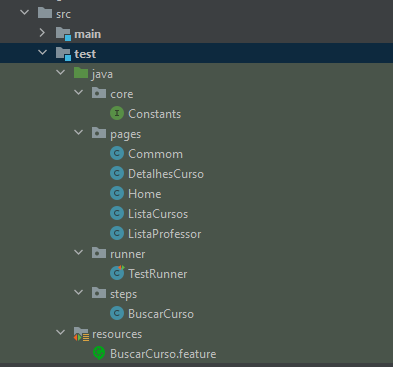 src
main
test
java
core
Constants
pages
Commom
DetalhesCurso
Home
ListaCursos
ListaProfessor
runner
TestRunner
steps
BuscarCurso
resources
BuscarCurso.feature